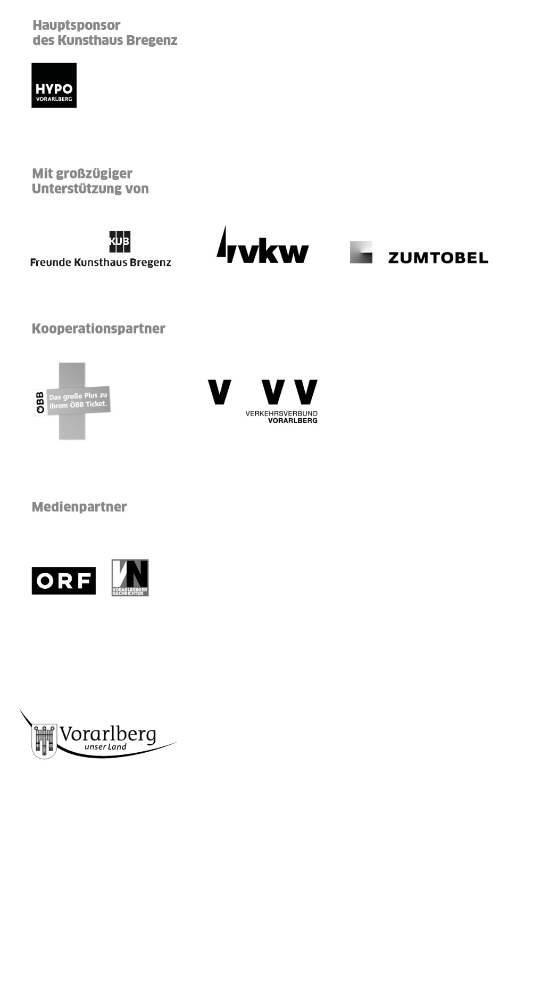 Hauptsponsor
des Kunsthaus Bregenz
HYPO
VORARLBERG
Mit großzügiger
Unterstützung von
KUB
Freunde Kunsthaus Bregenz
vkw
ZUMTOBEL
Kooperationspartner
ÖBB
Das große Plus zu
Ihrem ÖBB Ticket.
V VV
VERKEHRSVERBUND
VORARLBERG
Medienpartner
ORF
VN
VORARLBERGER
NACHRICHTEN
Vorarlberg
unser Land